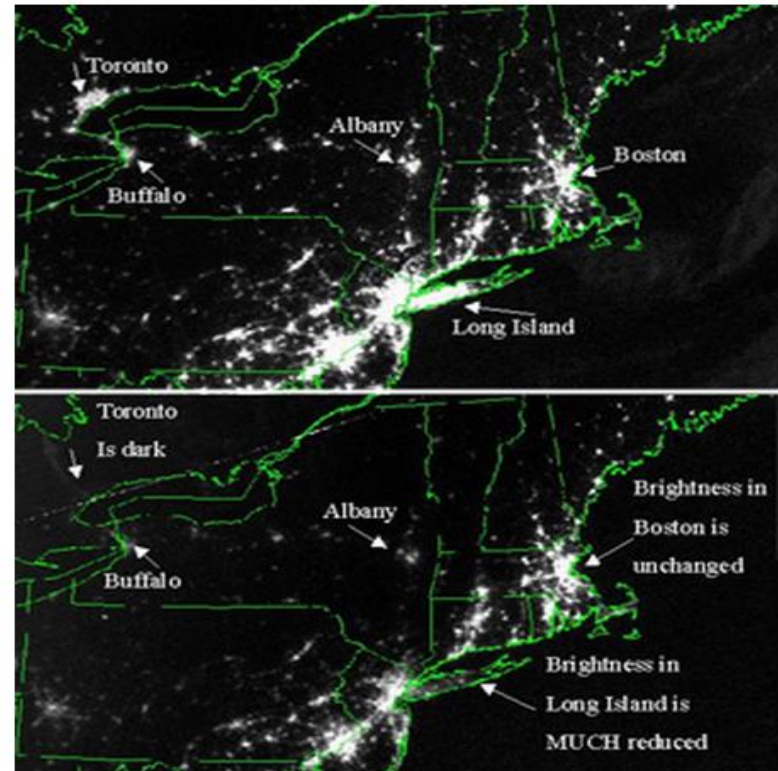 Toronto
Albany
Boston
Buffalo
Long Island
Toronto
Is dark
Brightness in
Albany
Boston is
unchanged
Buffalo
Brightness in
Long Island is
MUCH reduced